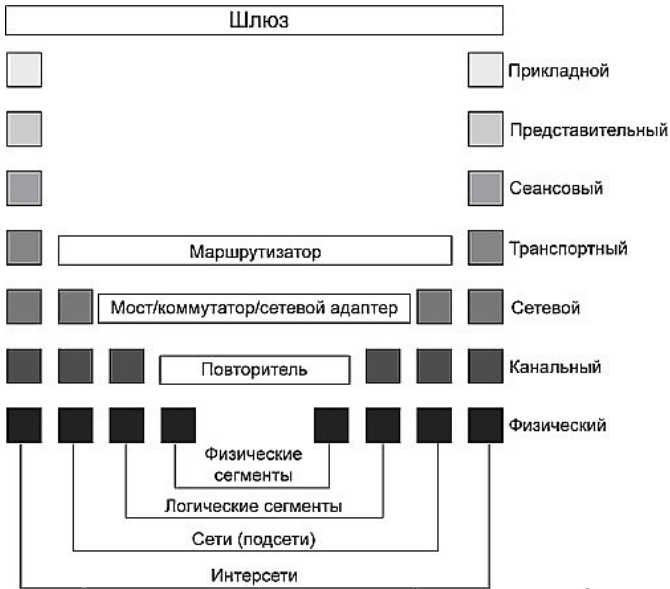 Шлюз
Прикладной
Представительный
Сеансовый
Маршрутизатор
Транспортный
Мост/коммутатор/сетевой адаптер
Сетевой
Повторитель
Канальный
Физический
Физические
сегменты
Логические сегменты
Сети (подсети)
Интерсети